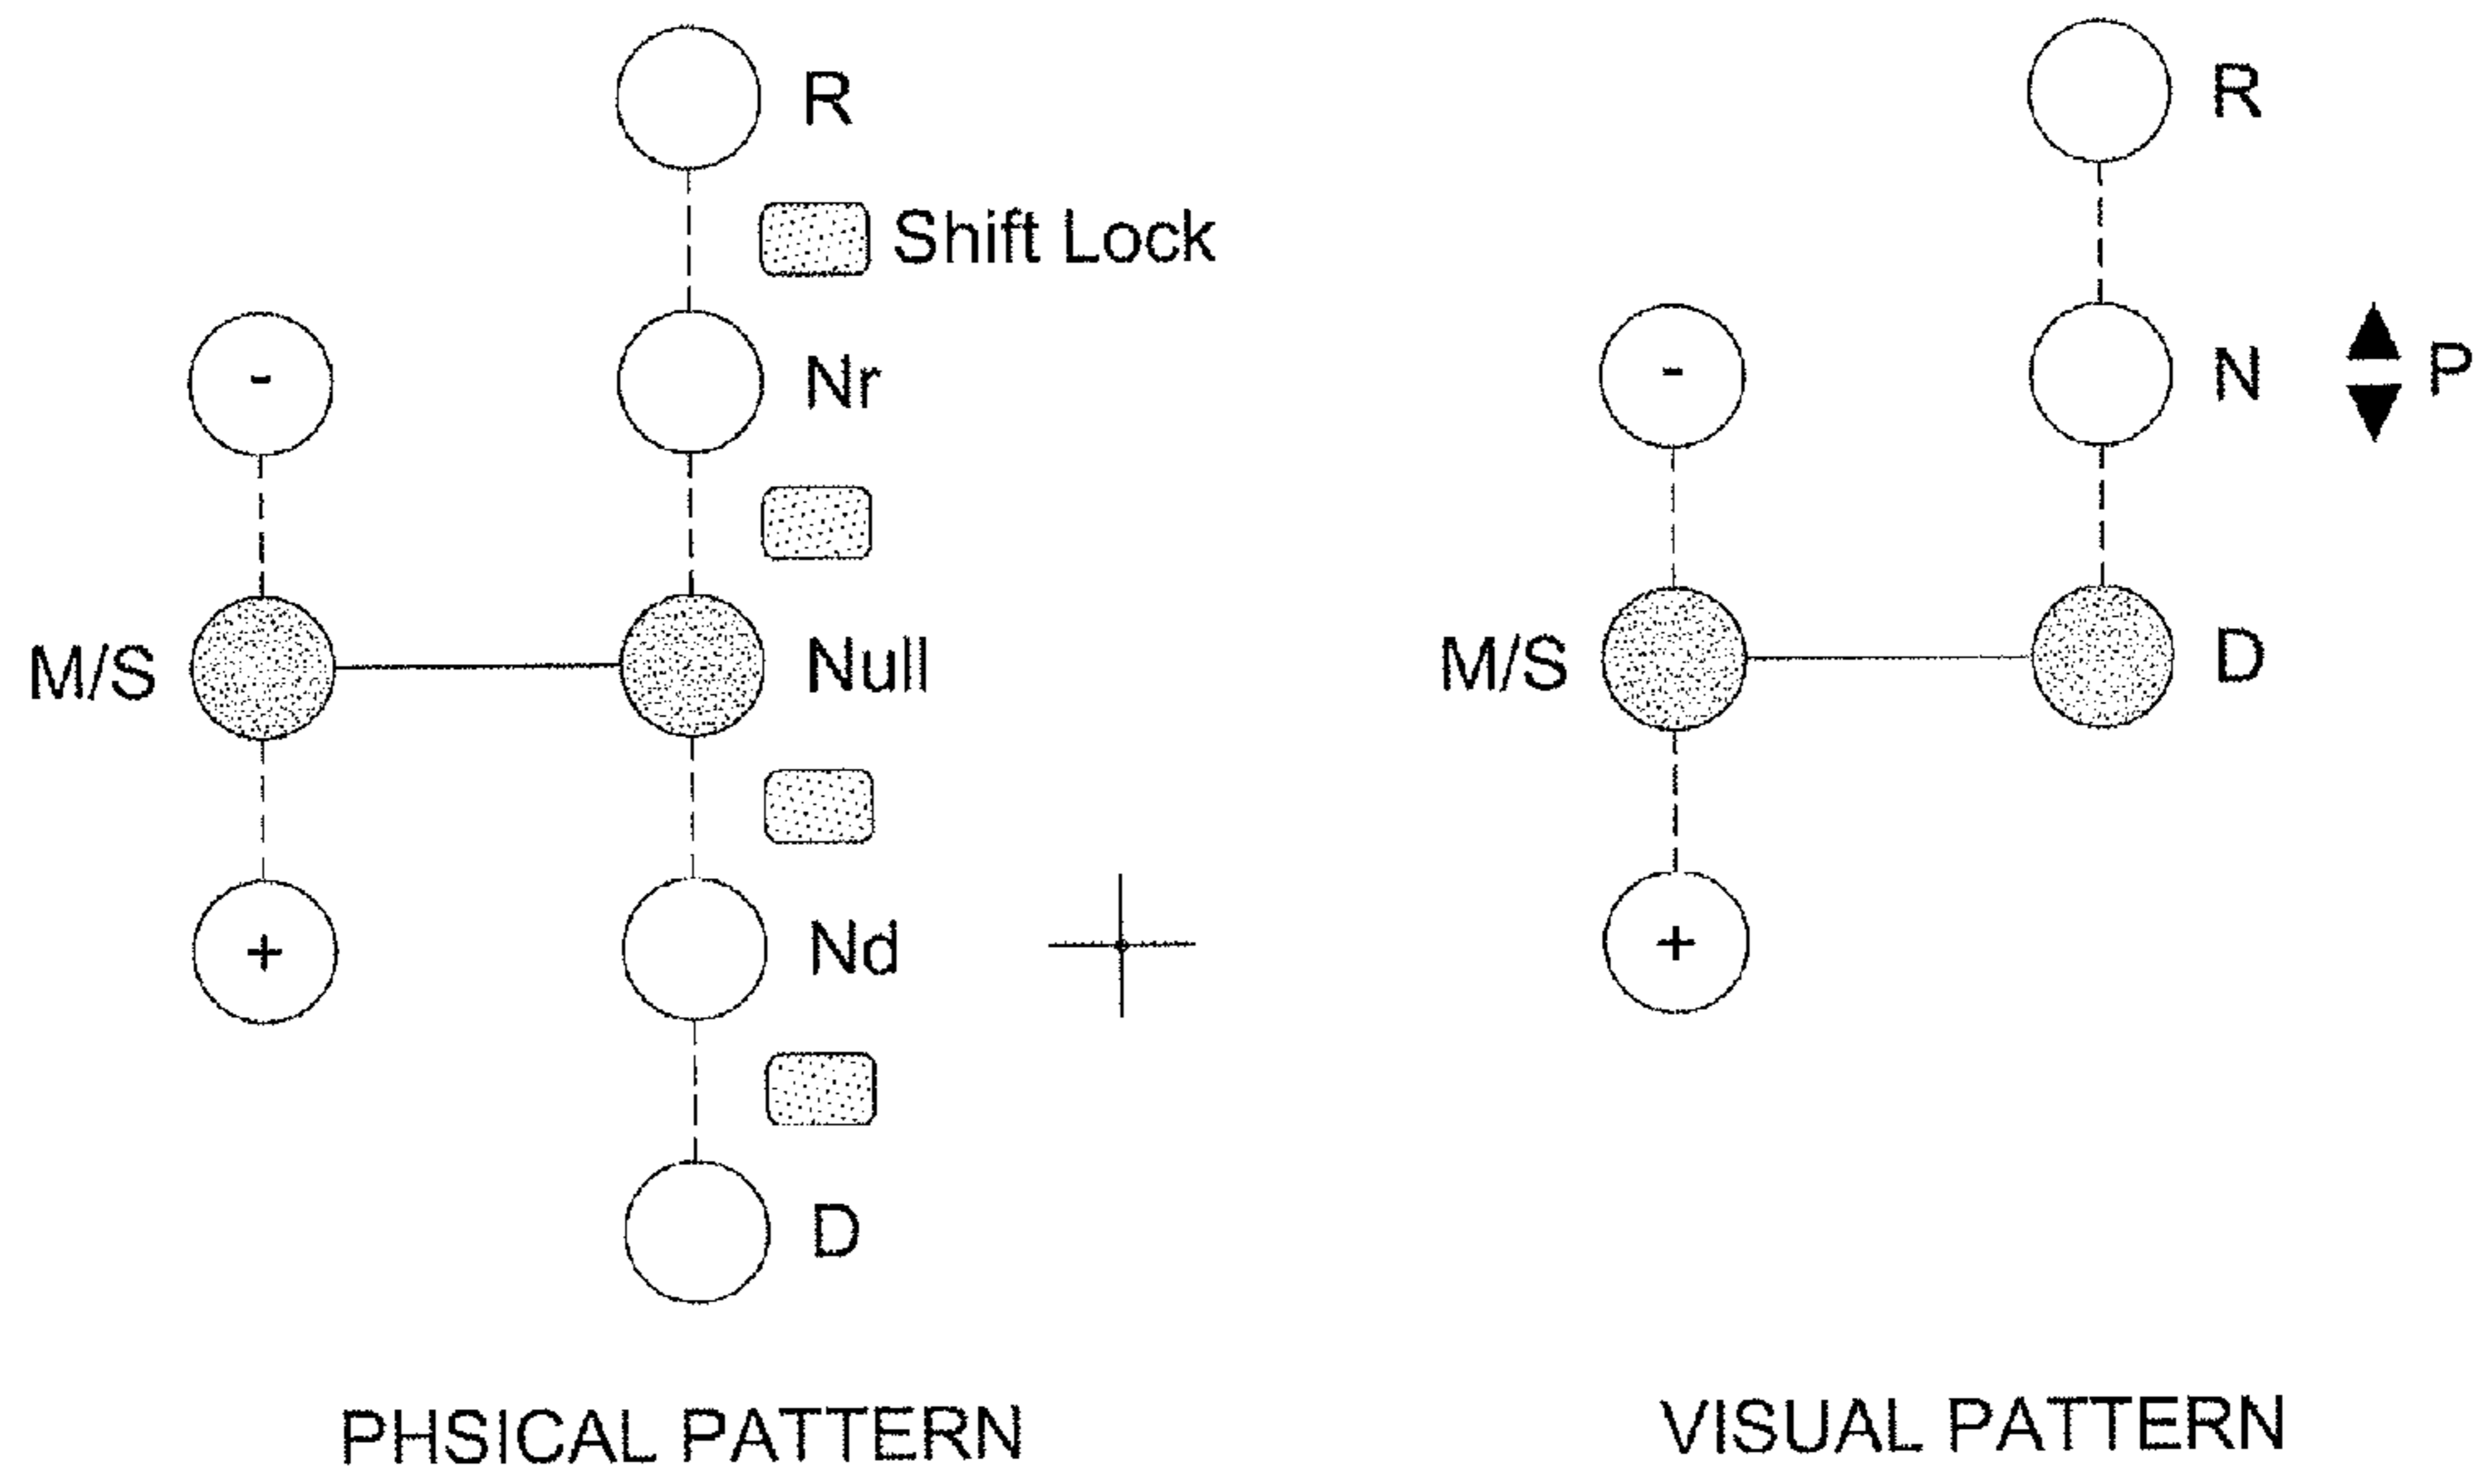 R
Shift Lock
-
Nr
M/S
Null
+
Nd
D
PHSICAL PATTERN
R
-
N
P
M/S
D
+
VISUAL PATTERN